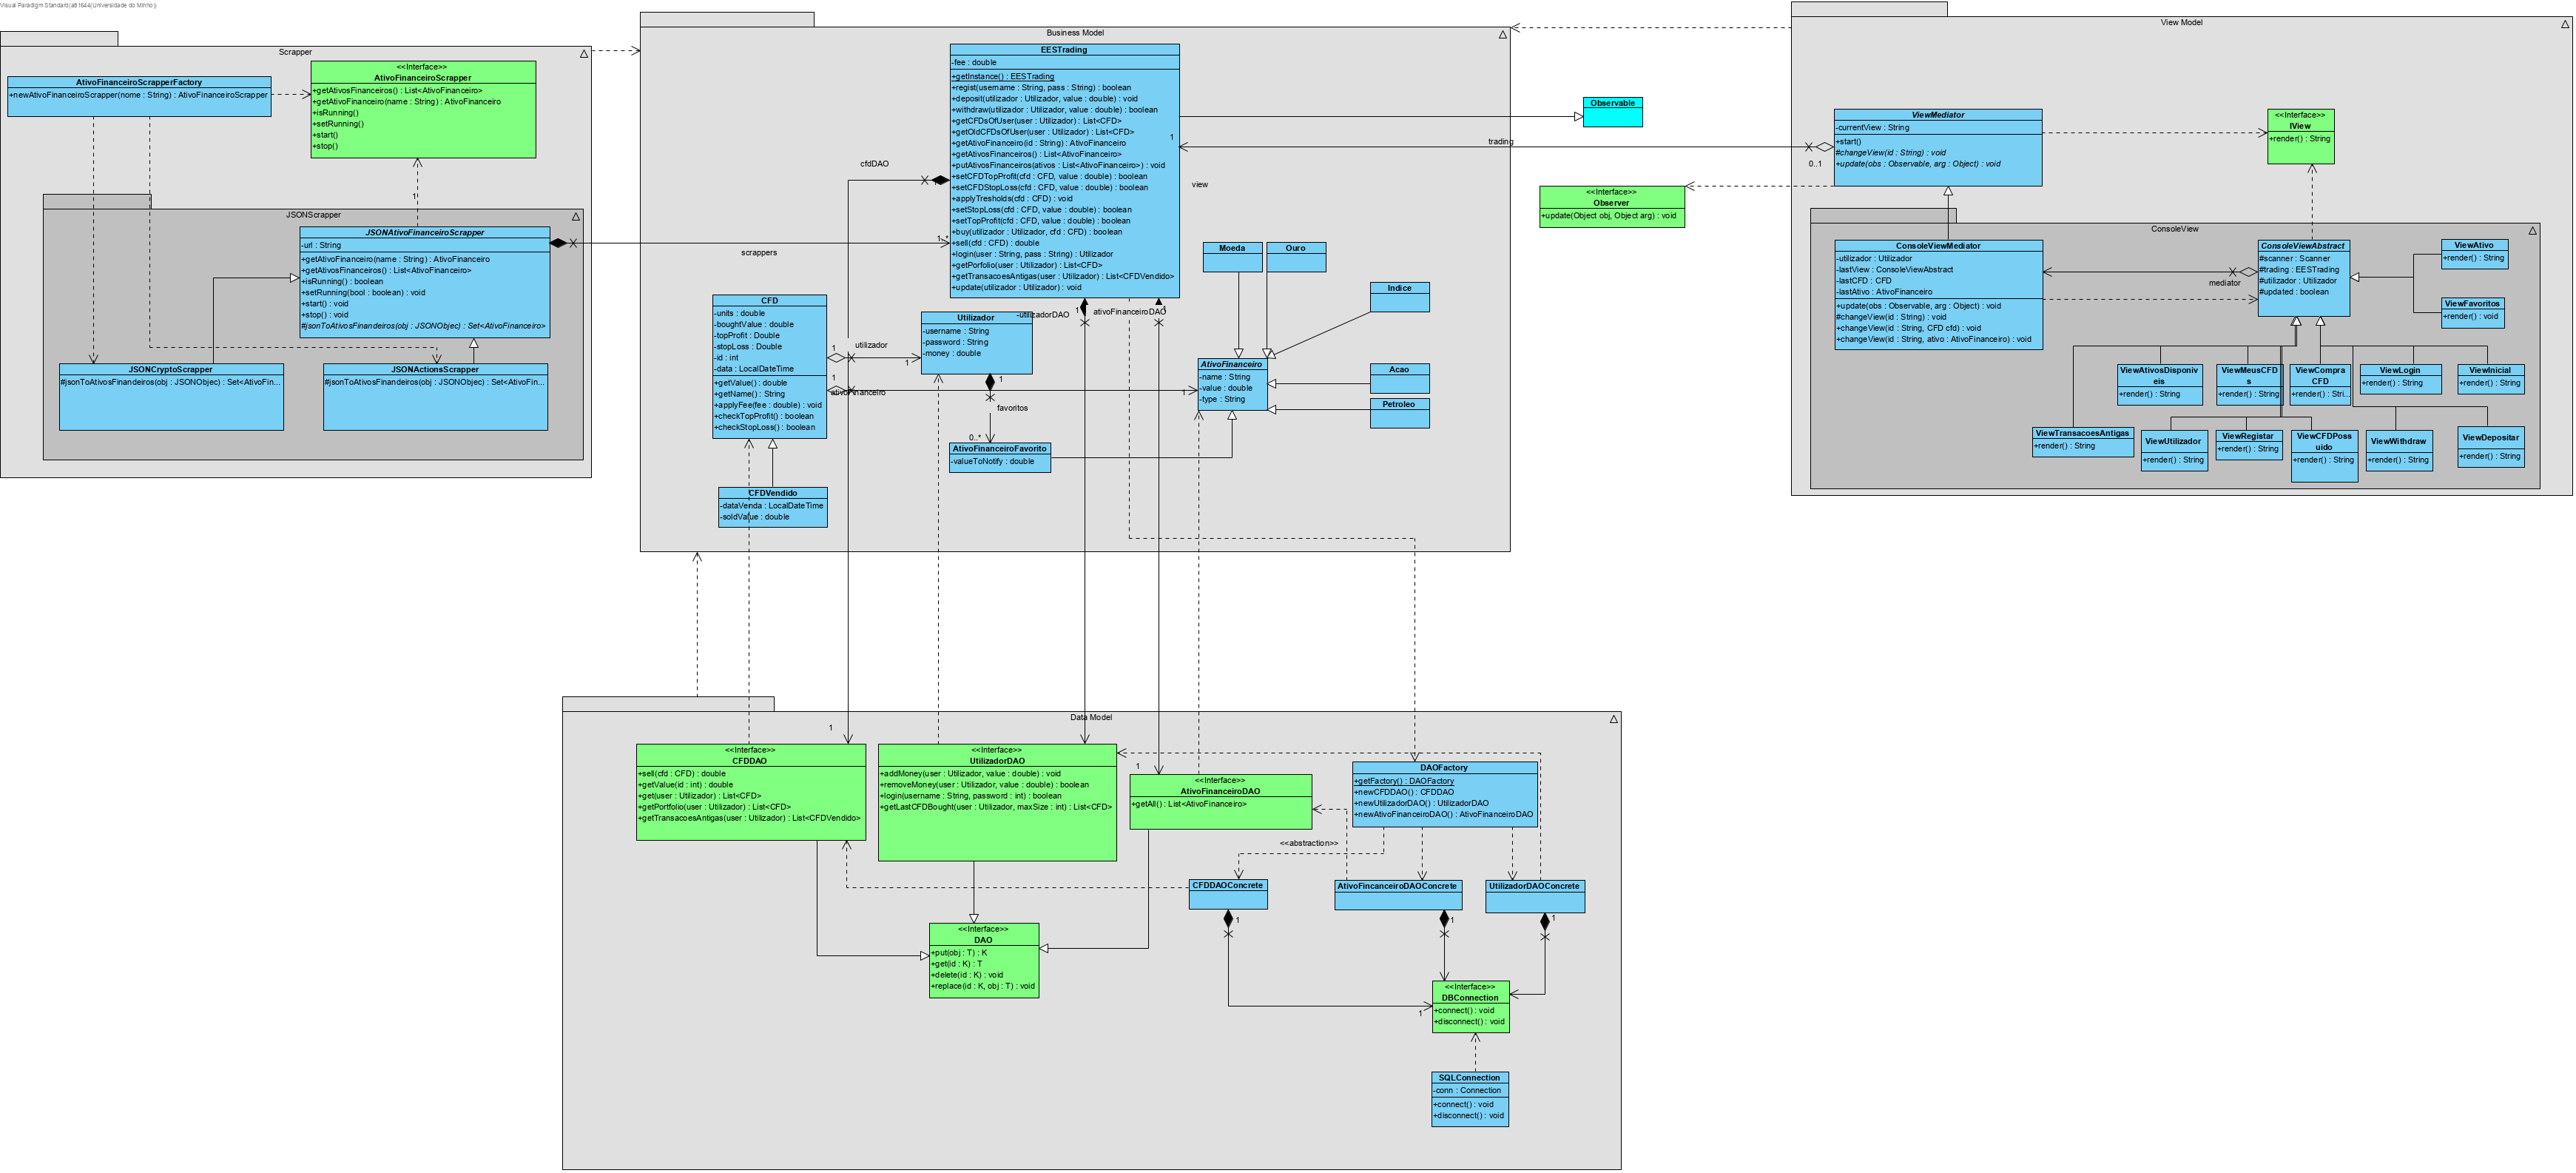 Visual Paradigm Standard(a81644(Universidade do Minho))
Scrapper
AtivoFinanceiroScrapperFactory
+newAtivoFinanceiroScrapper(nome : String) : AtivoFinanceiroScrapper
<<Interface>>
AtivoFinanceiroScrapper
+getAtivosFinanceiros() : List<AtivoFinanceiro>
+getAtivoFinanceiro(name : String) : AtivoFinanceiro
+isRunning()
+setRunning()
+start()
+stop()
1
JSONScrapper
JSONAtivoFinanceiroScrapper
-url : String
+getAtivoFinanceiro(name : String) : AtivoFinanceiro
+getAtivosFinanceiros() : List<AtivoFinanceiro>
+isRunning() : boolean
+setRunning(bool : boolean) : void
+start() : void
+stop() : void
#jsonToAtivosFinandeiros(obj : JSONObjec) : Set<AtivoFinanceiro>
JSONCryptoScrapper
#jsonToAtivosFinandeiros(obj : JSONObjec) : Set<AtivoFin...
JSONActionsScrapper
#jsonToAtivosFinandeiros(obj : JSONObjec) : Set<AtivoFin...
Business Model
EESTrading
-fee : double
+getInstance() : EESTrading
+regist(username : String, pass : String) : boolean
+deposit(utilizador : Utilizador, value : double) : void
+withdraw(utilizador : Utilizador, value : double) : boolean
+getCFDsOfUser(user : Utilizador) : List<CFD>
+getOldCFDsOfUser(user : Utilizador) : List<CFD>
+getAtivoFinanceiro(id : String) : AtivoFinanceiro
+getAtivosFinanceiros() : List<AtivoFinanceiro>
+putAtivosFinanceiros(ativos : List<AtivoFinanceiro>) : void
+setCFDTopProfit(cfd : CFD, value : double) : boolean
+setCFDStopLoss(cfd : CFD, value : double) : boolean
+applyTresholds(cfd : CFD) : void
+setStopLoss(cfd : CFD, value : double) : boolean
+setTopProfit(cfd : CFD, value : double) : boolean
+buy(utilizador : Utilizador, cfd : CFD) : boolean
+sell(cfd : CFD) : double
+login(user : String, pass : String) : Utilizador
+getPorfolio(user : Utilizador) : List<CFD>
+getTransacoesAntigas(user : Utilizador) : List<CFDVendido>
+update(utilizador : Utilizador) : void
1
cfdDAO
1
view
1..*
scrappers
trading
0..1
Observable
<<Interface>>
Observer
+update(Object obj, Object arg) : void
CFD
-units : double
-boughtValue : double
-topProfit : Double
-stopLoss : Double
-id : int
-data : LocalDateTime
+getValue() : double
+getName() : String
+applyFee(fee : double) : void
+checkTopProfit() : boolean
+checkStopLoss() : boolean
CFDVendido
-dataVenda : LocalDateTime
-soldValue : double
1
utilizador
1
1
ativoFinanceiro
1
Utilizador
-username : String
-password : String
-money : double
-utilizadorDAO
1
ativoFinanceiroDAO
1
1
favoritos
0..*
AtivoFinanceiroFavorito
-valueToNotify : double
Moeda
Ouro
Indice
AtivoFinanceiro
-name : String
-value : double
-type : String
Acao
Petroleo
View Model
ViewMediator
-currentView : String
+start()
#changeView(id : String) : void
+update(obs : Observable, arg : Object) : void
<<Interface>>
IView
+render() : String
ConsoleView
ConsoleViewMediator
-utilizador : Utilizador
-lastView : ConsoleViewAbstract
-lastCFD : CFD
-lastAtivo : AtivoFinanceiro
+update(obs : Observable, arg : Object) : void
#changeView(id : String) : void
+changeView(id : String, CFD cfd) : void
+changeView(id : String, ativo : AtivoFinanceiro) : void
mediator
ConsoleViewAbstract
#scanner : Scanner
#trading : EESTrading
#utilizador : Utilizador
#updated : boolean
ViewAtivo
+render() : String
ViewFavoritos
+render() : void
ViewAtivosDisponiv
eis
+render() : String
ViewMeusCFD
s
+render() : String
ViewCompra
CFD
+render() : Stri...
ViewLogin
+render() : String
ViewInicial
+render() : String
ViewTransacoesAntigas
+render() : String
ViewUtilizador
+render() : String
ViewRegistar
+render() : String
ViewCFDPoss
uido
+render() : String
ViewWithdraw
+render() : String
ViewDepositar
+render() : String
Data Model
1
<<Interface>>
CFDDAO
+sell(cfd : CFD) : double
+getValue(id : int) : double
+get(user : Utilizador) : List<CFD>
+getPortfolio(user : Utilizador) : List<CFD>
+getTransacoesAntigas(user : Utilizador) : List<CFDVendido>
<<Interface>>
UtilizadorDAO
+addMoney(user : Utilizador, value : double) : void
+removeMoney(user : Utilizador, value : double) : boolean
+login(username : String, password : int) : boolean
+getLastCFDBought(user : Utilizador, maxSize : int) : List<CFD>
1
<<Interface>>
AtivoFinanceiroDAO
+getAll() : List<AtivoFinanceiro>
DAOFactory
+getFactory() : DAOFactory
+newCFDDAO() : CFDDAO
+newUtilizadorDAO() : UtilizadorDAO
+newAtivoFinanceiroDAO() : AtivoFinanceiroDAO
<<abstraction>>
CFDDAOConcrete
1
AtivoFincanceiroDAOConcrete
1
UtilizadorDAOConcrete
1
<<Interface>>
DAO
+put(obj : T) : K
+get(id : K) : T
+delete(id : K) : void
+replace(id : K, obj : T) : void
<<Interface>>
DBConnection
+connect() : void
+disconnect() : void
1
SQLConnection
-conn : Connection
+connect() : void
+disconnect() : void